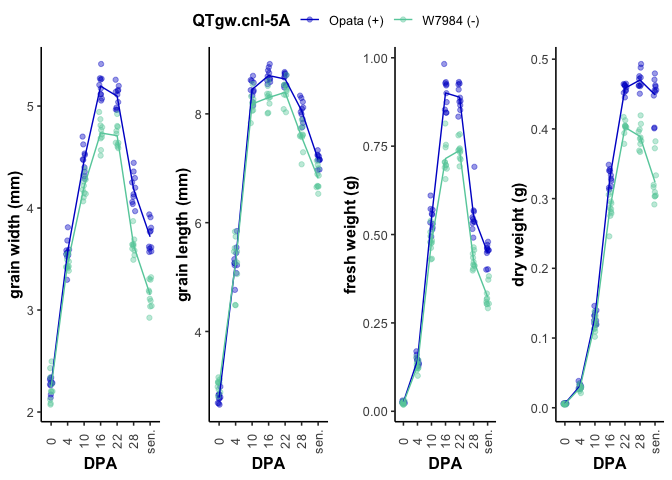 QTgw.cnl-5A Opata (+) W7984 (-)
grain width (mm)
5
4
3
2
0 4 10 16 22 28 sen.
DPA
grain length (mm)
8
6
4
0 4 10 16 22 28 sen.
DPA
fresh weight (g)
1.00
0.75
0.50
0.25
0.00
0 4 10 16 22 28 sen.
DPA
dry weight (g)
0.5
0.4
0.3
0.2
0.1
0.0
0 4 10 16 22 28 sen.
DPA